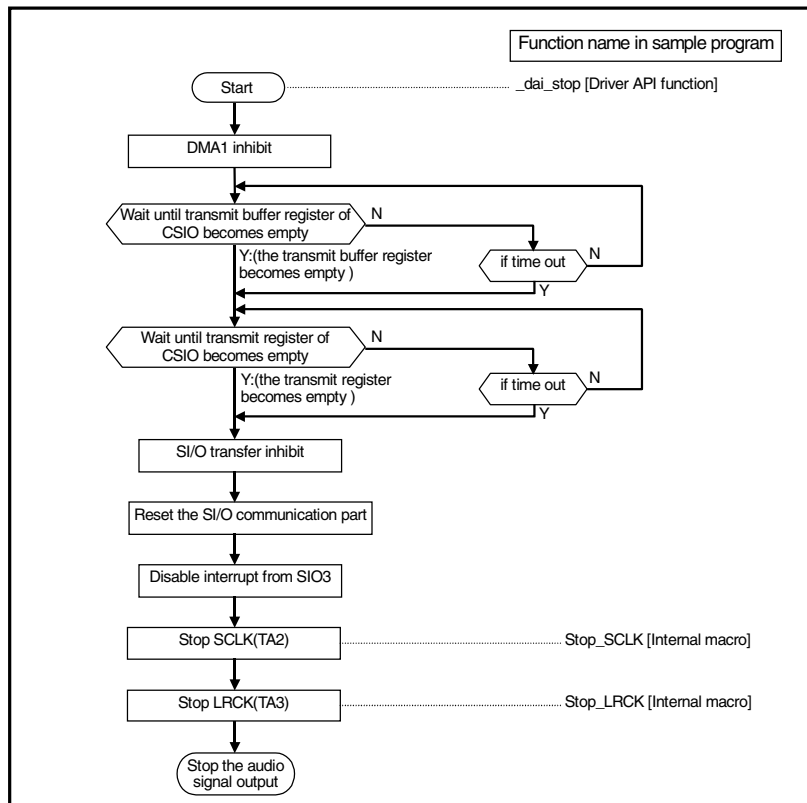 Function name in sample program
Start
_dai_stop [Driver API function]
DMA1 inhibit
Wait until transmit buffer register of
CSIO becomes empty
N
if time out
N
Y:(the transmit buffer register
becomes empty )
Y
Wait until transmit register of
CSIO becomes empty
N
if time out
N
Y:(the transmit register
becomes empty )
Y
SI/O transfer inhibit
Reset the SI/O communication part
Disable interrupt from SIO3
Stop SCLK(TA2)
Stop_SCLK [Internal macro]
Stop LRCK(TA3)
Stop_LRCK [Internal macro]
Stop the audio
signal output